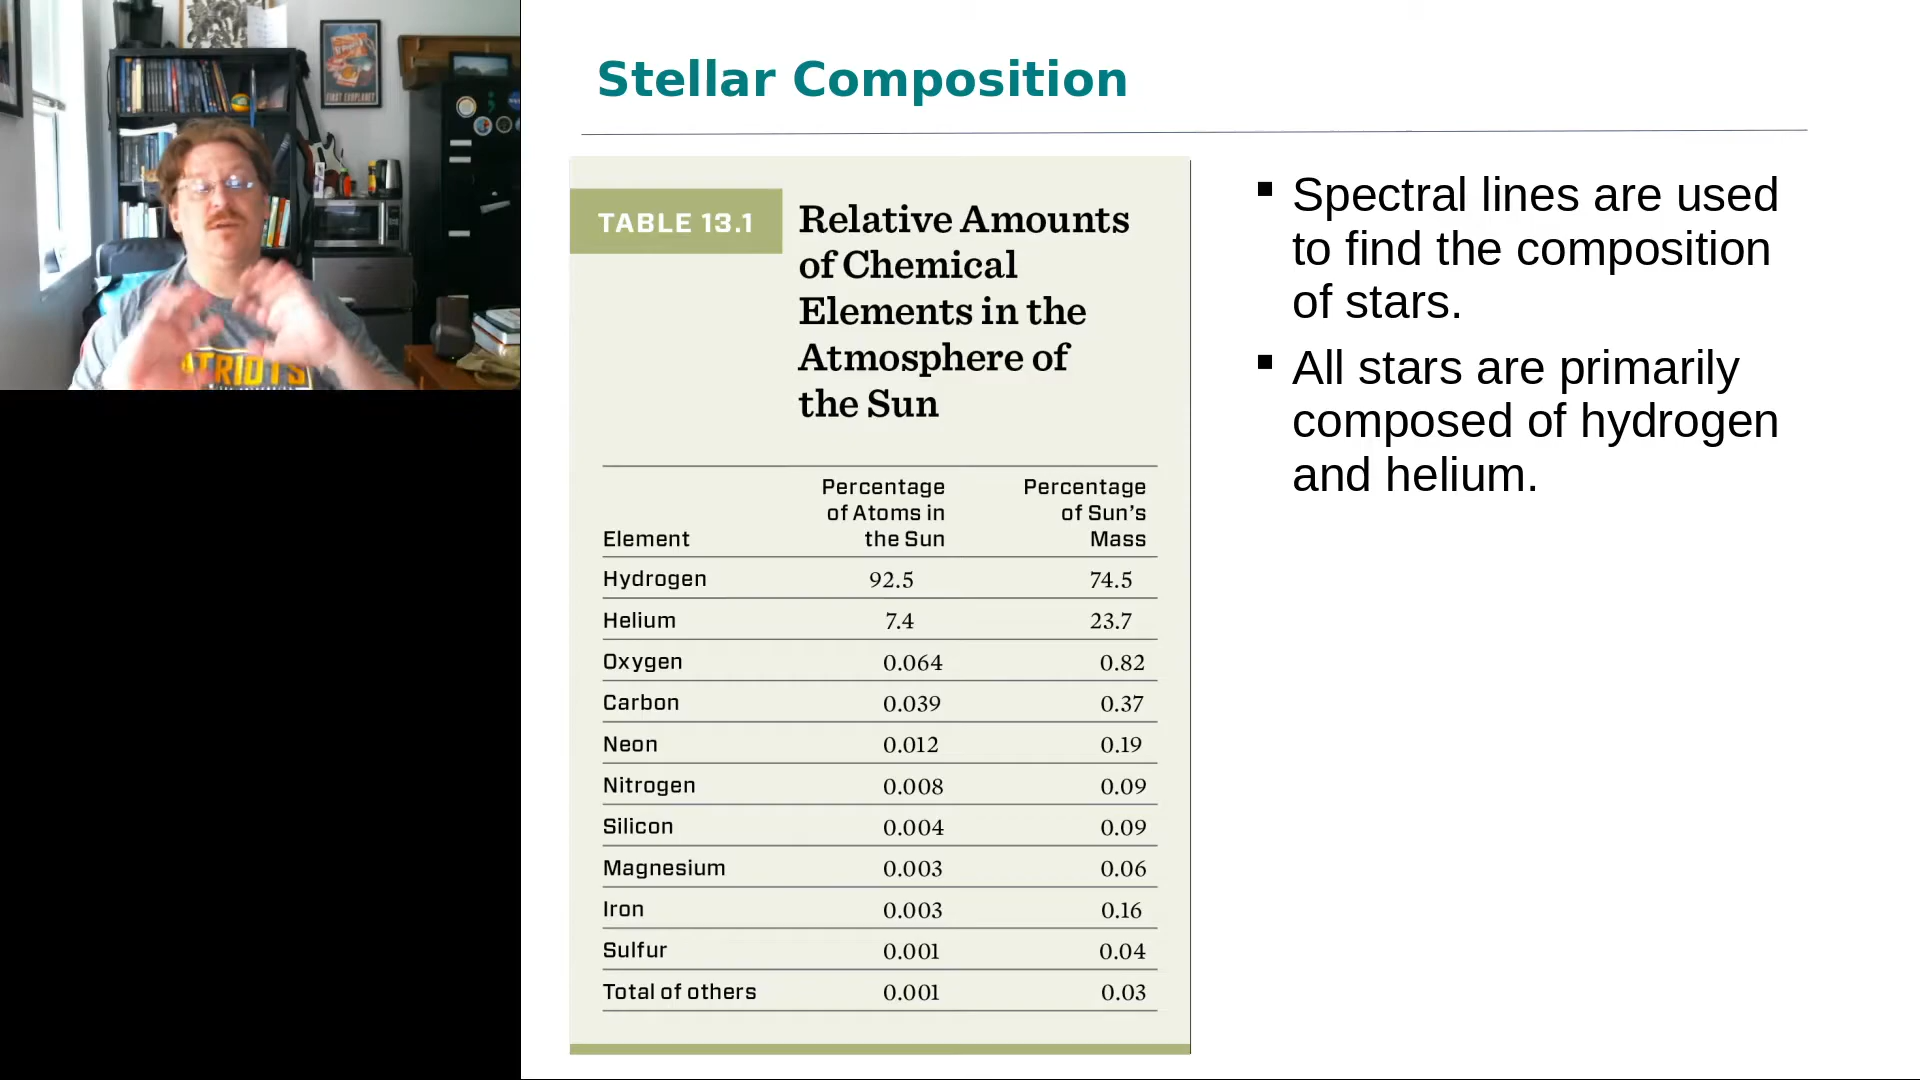 Stellar Composition
TABLE 13.1
Relative Amounts
of Chemical
Elements in the
Atmosphere of
the Sun
Element
Percentage
of Atoms in
the Sun
Percentage
of Sun's
Mass
Hydrogen 92.5 74.5
Helium 7.4 23.7
Oxygen 0.064 0.82
Carbon 0.039 0.37
Neon 0.012 0.19
Nitrogen 0.008 0.09
Silicon 0.004 0.09
Magnesium 0.003 0.06
Iron 0.003 0.16
Sulfur 0.001 0.04
Total of others 0.001 0.03
▪ Spectral lines are used
to find the composition
of stars.
▪ All stars are primarily
composed of hydrogen
and helium.
FIRST EXOPLANET